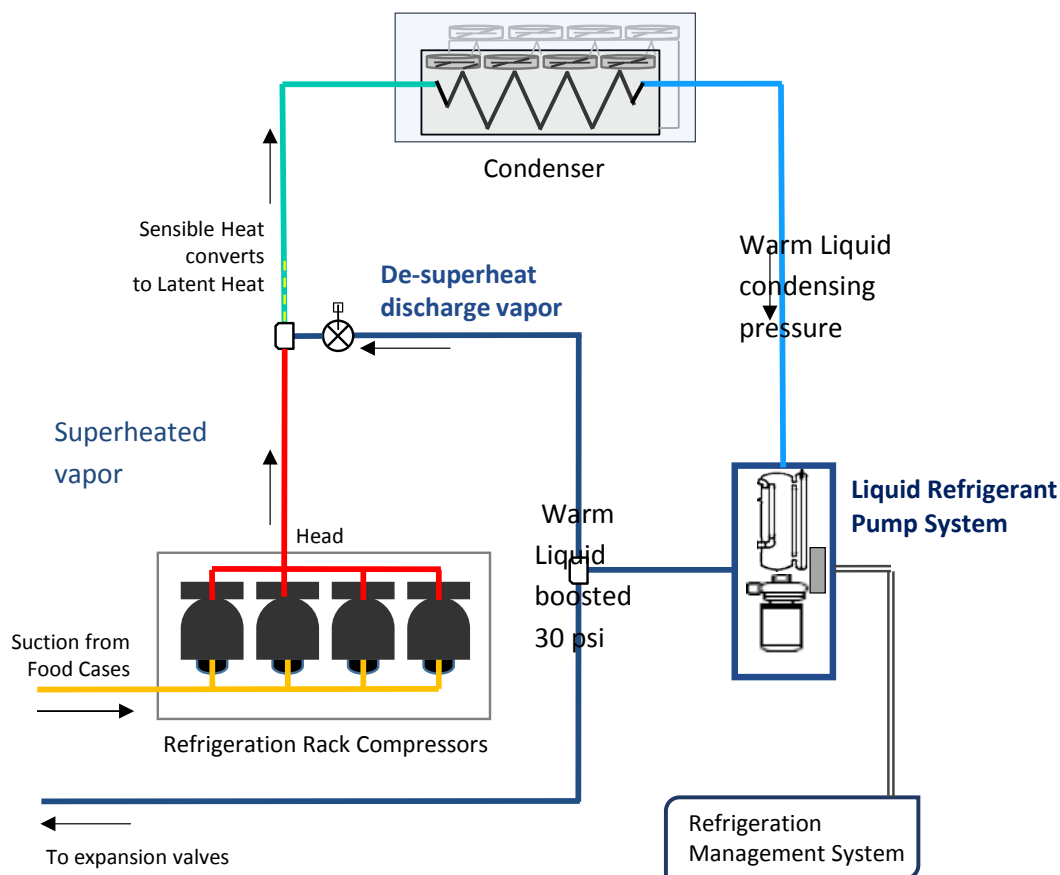 Condenser
Sensible Heat
converts
to Latent Heat
De-superheat
discharge vapor
Warm Liquid
condensing
pressure
Superheated
vapor
Liquid Refrigerant
Pump System
Head
Warm
Liquid
boosted
30 psi
Suction from
Food Cases
Refrigeration Rack Compressors
To expansion valves
Refrigeration
Management System